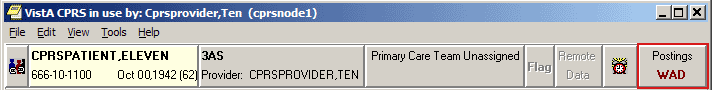 VistA CPRS in use by: Cprsprovider,Ten (cprsnode1)
File Edit View Tools Help
CPRSPATIENT,ELEVEN 3AS Primary Care Team Unassigned Flag Remote Data Postings
666-10-1100 Oct 00,1942 (62) Provider: CPRSPROVIDER,TEN WAD